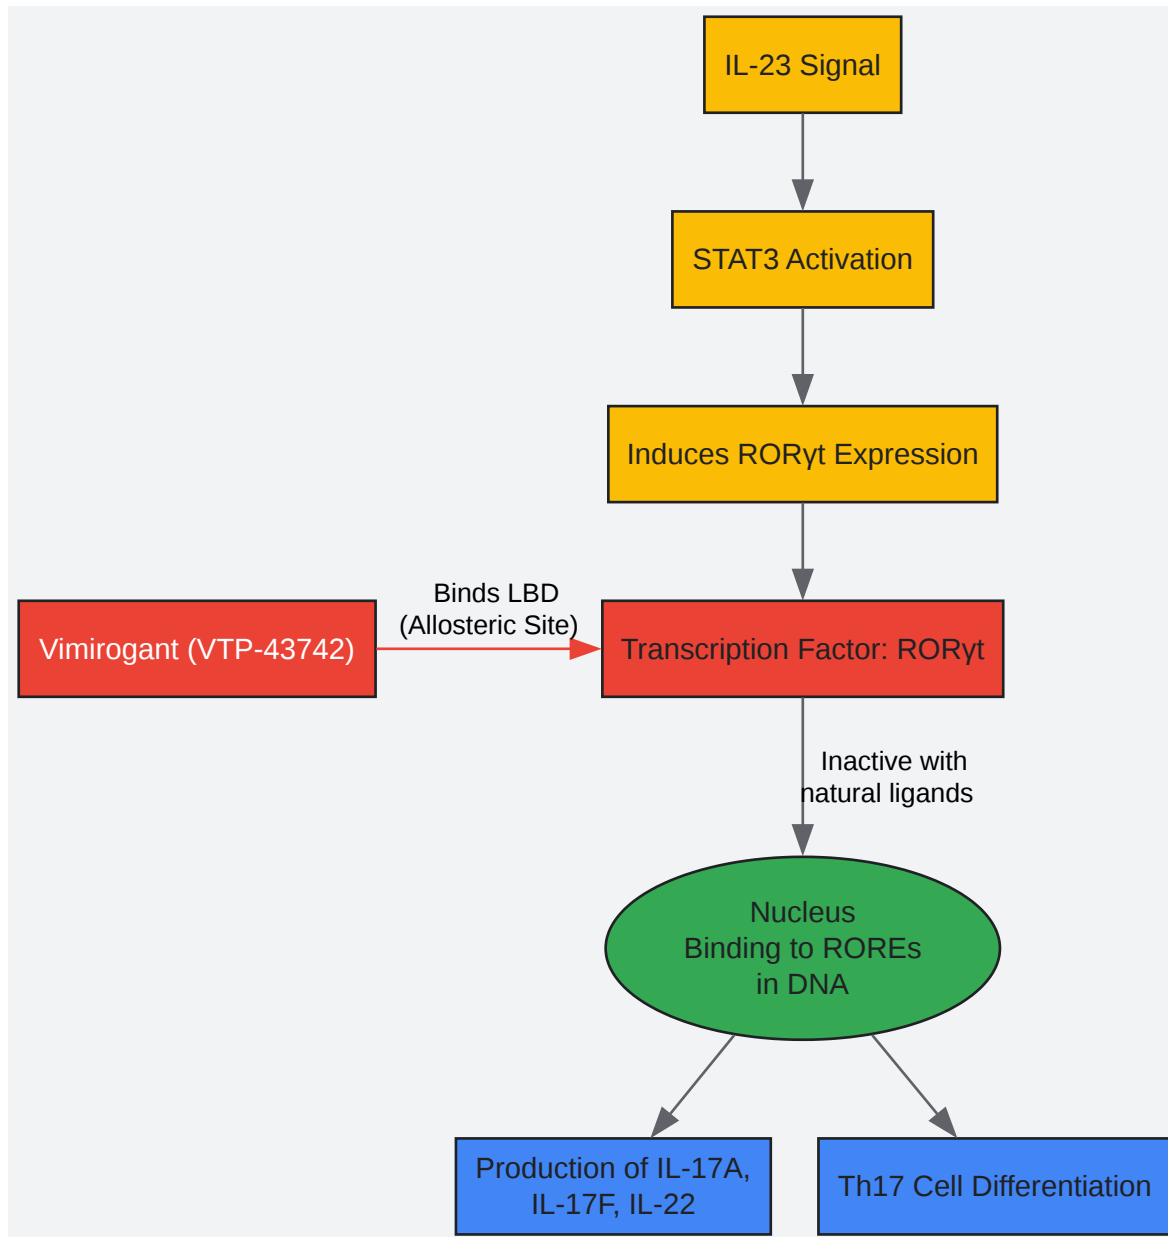 IL-23 Signal
STAT3 Activation
Induces RORγt Expression
Binds LBD
(Allosteric Site)
Vimirogant (VTP-43742)
Transcription Factor: RORγt
Inactive with
natural ligands
Nucleus
Binding to ROREs
in DNA
Production of IL-17A,
IL-17F, IL-22
Th17 Cell Differentiation